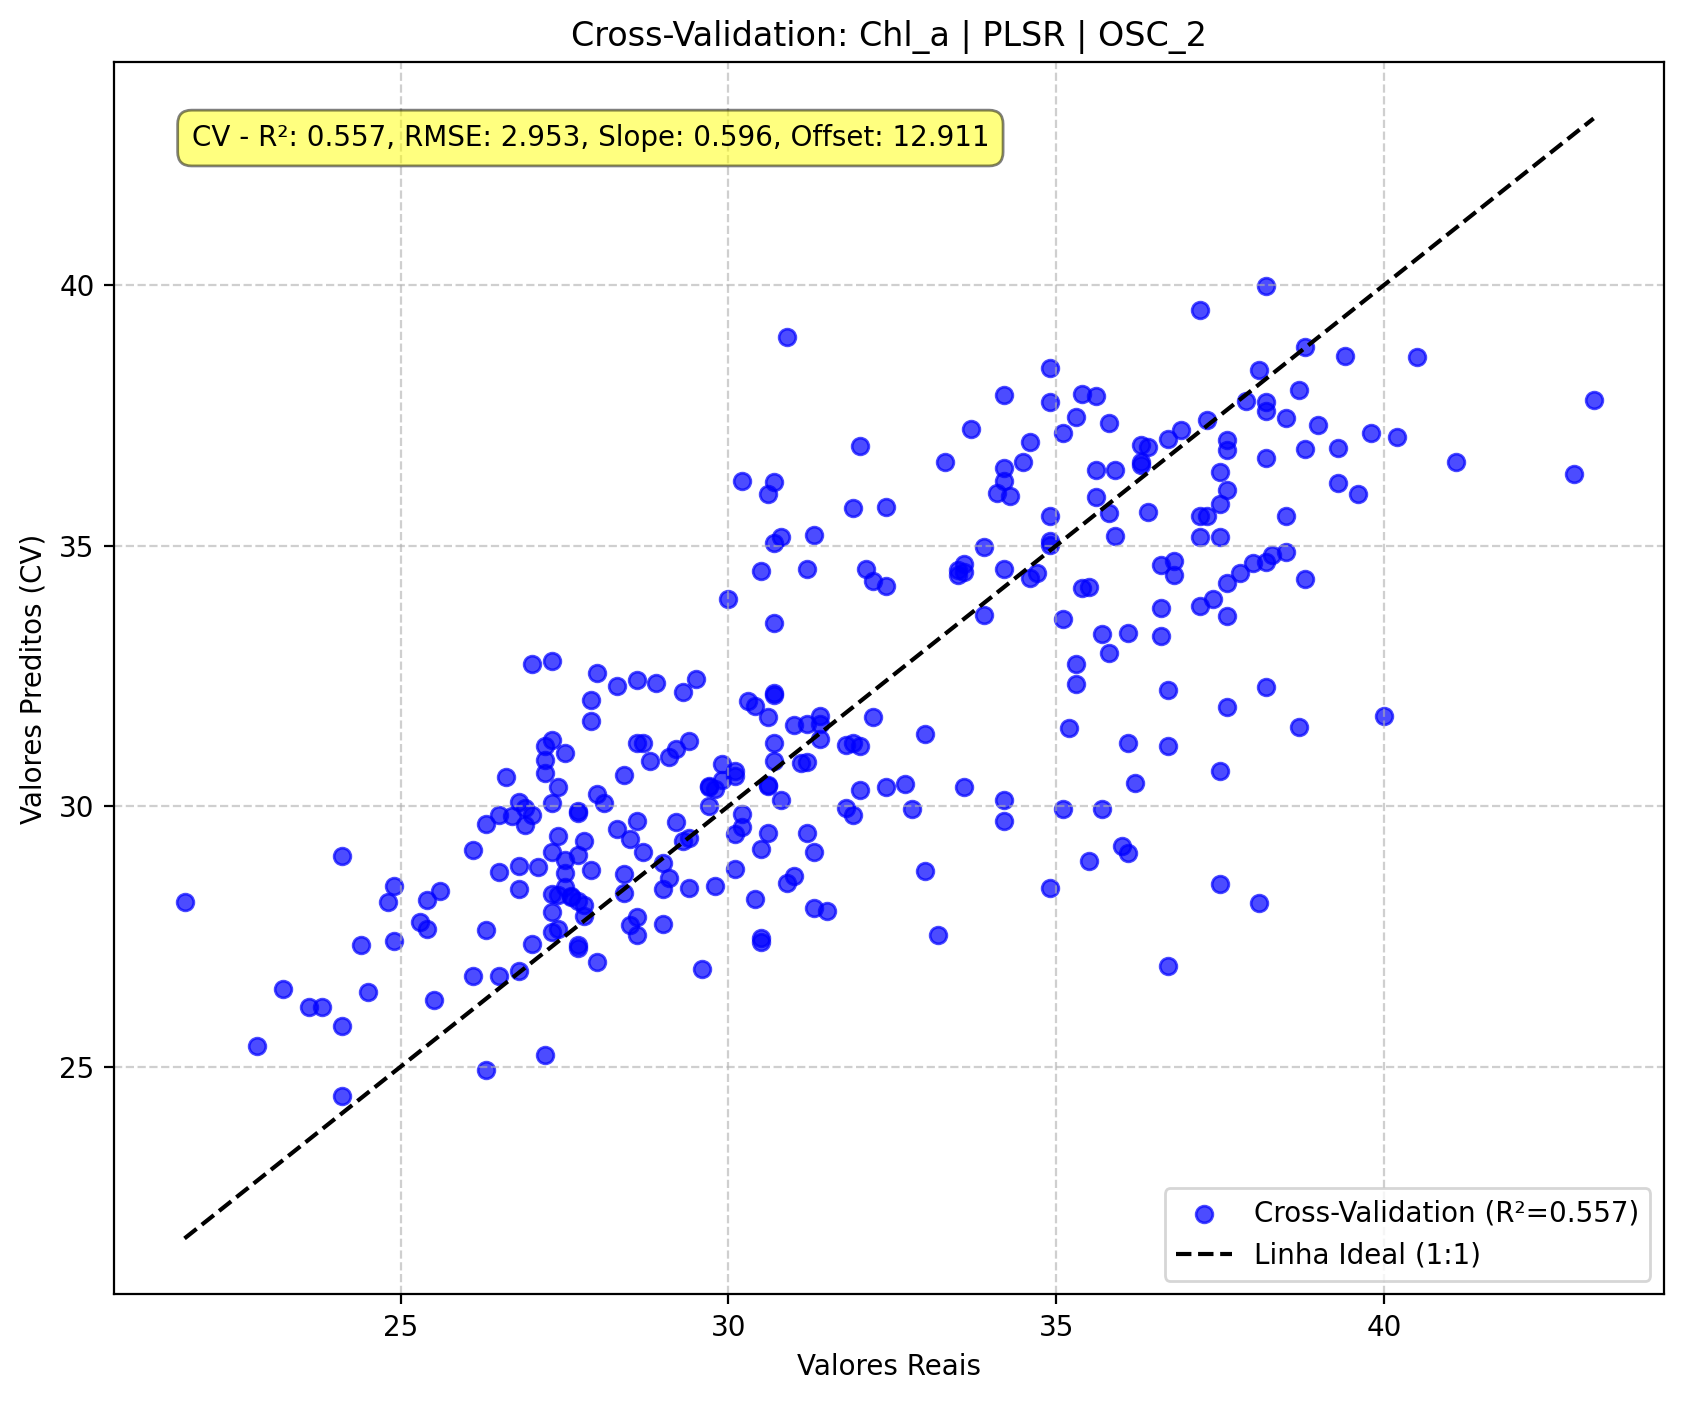 Cross-Validation: Chl_a | PLSR | OSC_2
CV - R²: 0.557, RMSE: 2.953, Slope: 0.596, Offset: 12.911
Valores Preditos (CV)
40
35
30
25
Cross-Validation (R²=0.557)
Linha Ideal (1:1)
25
30
35
40
Valores Reais